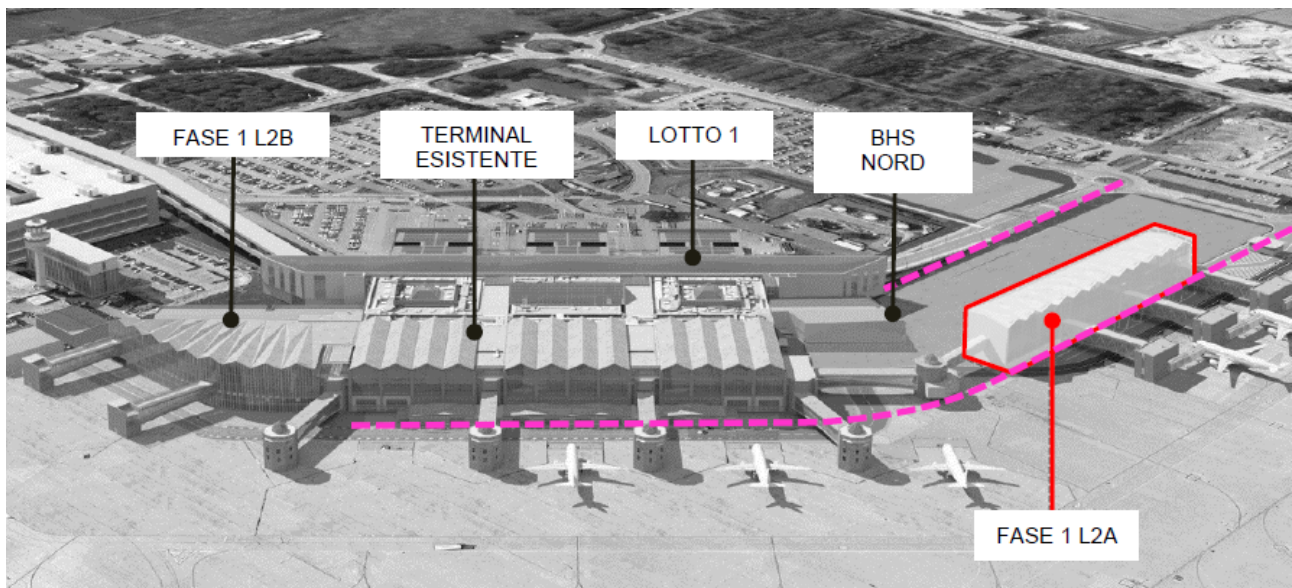 FASE 1 L2B
TERMINAL
ESISTENTE
LOTTO 1
BHS
NORD
FASE 1 L2A